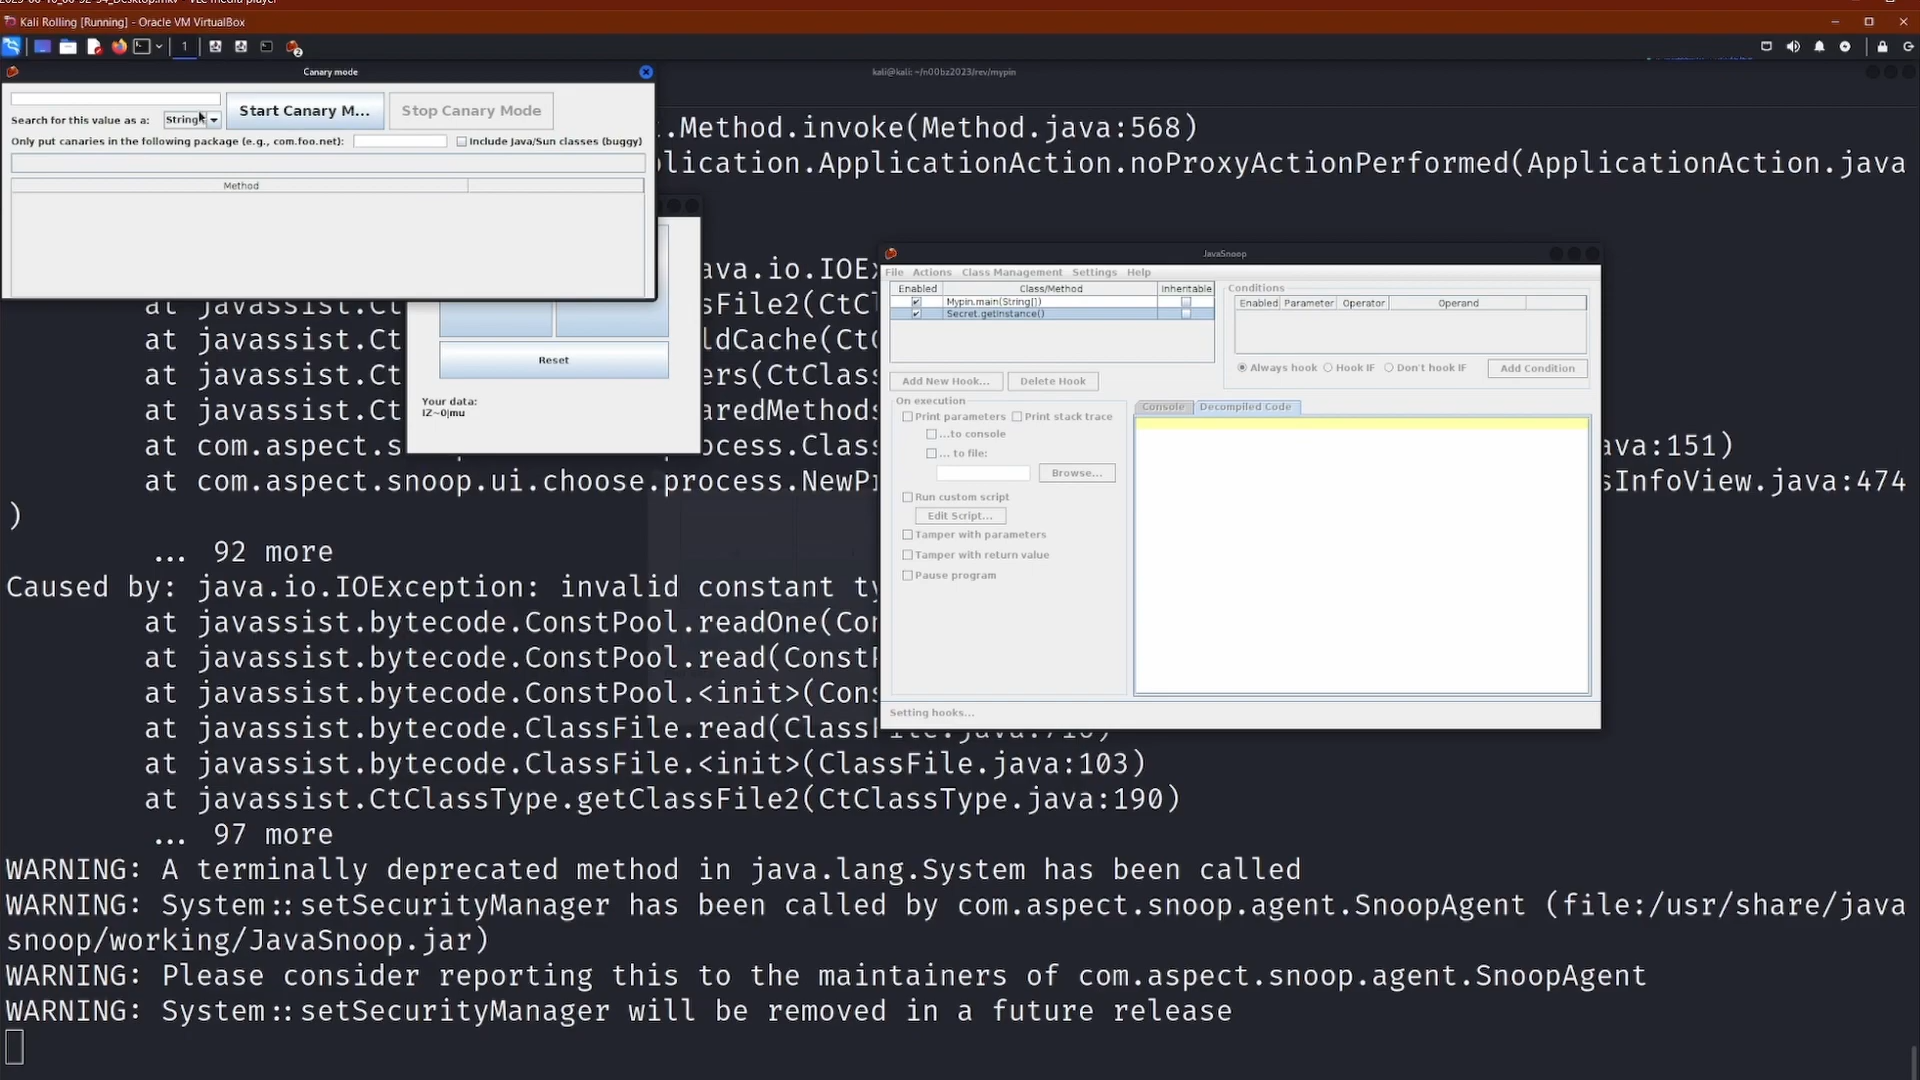 Kali Rolling [Running] - Oracle VM VirtualBox
1
2
Canary mode
kali@kali: ~/n00bz2023/rev/mypin
Start Canary M...
Stop Canary Mode
Search for this value as a:
String
Only put canaries in the following package (e.g., com.foo.net):
Include Java/Sun classes (buggy)
Method
Reset
Your data:
IZ~0|mu
JavaSnoop
File Actions Class Management Settings Help
Enabled Class/Method Inheritable
Mypin.main(String[])
Secret.getInstance()
Conditions
Enabled Parameter Operator Operand
Always hook Hook IF Don't hook IF Add Condition
Add New Hook... Delete Hook
On execution
Print parameters Print stack trace
...to console
... to file:
Browse...
Run custom script
Edit Script...
Tamper with parameters
Tamper with return value
Pause program
Console Decompiled Code
Setting hooks...
.Method.invoke(Method.java:568)
plication.ApplicationAction.noProxyActionPerformed(ApplicationAction.java
ava.io.IOEx
at javassist.Ct
sFile2(CtCl
at javassist.Ct
ldCache(CtC
at javassist.Ct
ers(CtClass
at javassist.Ct
aredMethods
at com.aspect.s
process.Class
ava:151)
at com.aspect.snoop.ui.choose.process.NewPr
sInfoView.java:474
)
... 92 more
Caused by: java.io.IOException: invalid constant ty
at javassist.bytecode.ConstPool.readOne(Con
at javassist.bytecode.ConstPool.read(ConstP
at javassist.bytecode.ConstPool.<init>(Cons
at javassist.bytecode.ClassFile.read(ClassFile.java:710)
at javassist.bytecode.ClassFile.<init>(ClassFile.java:103)
at javassist.CtClassType.getClassFile2(CtClassType.java:190)
... 97 more
WARNING: A terminally deprecated method in java.lang.System has been called
WARNING: System::setSecurityManager has been called by com.aspect.snoop.agent.SnoopAgent (file:/usr/share/java
snoop/working/JavaSnoop.jar)
WARNING: Please consider reporting this to the maintainers of com.aspect.snoop.agent.SnoopAgent
WARNING: System::setSecurityManager will be removed in a future release